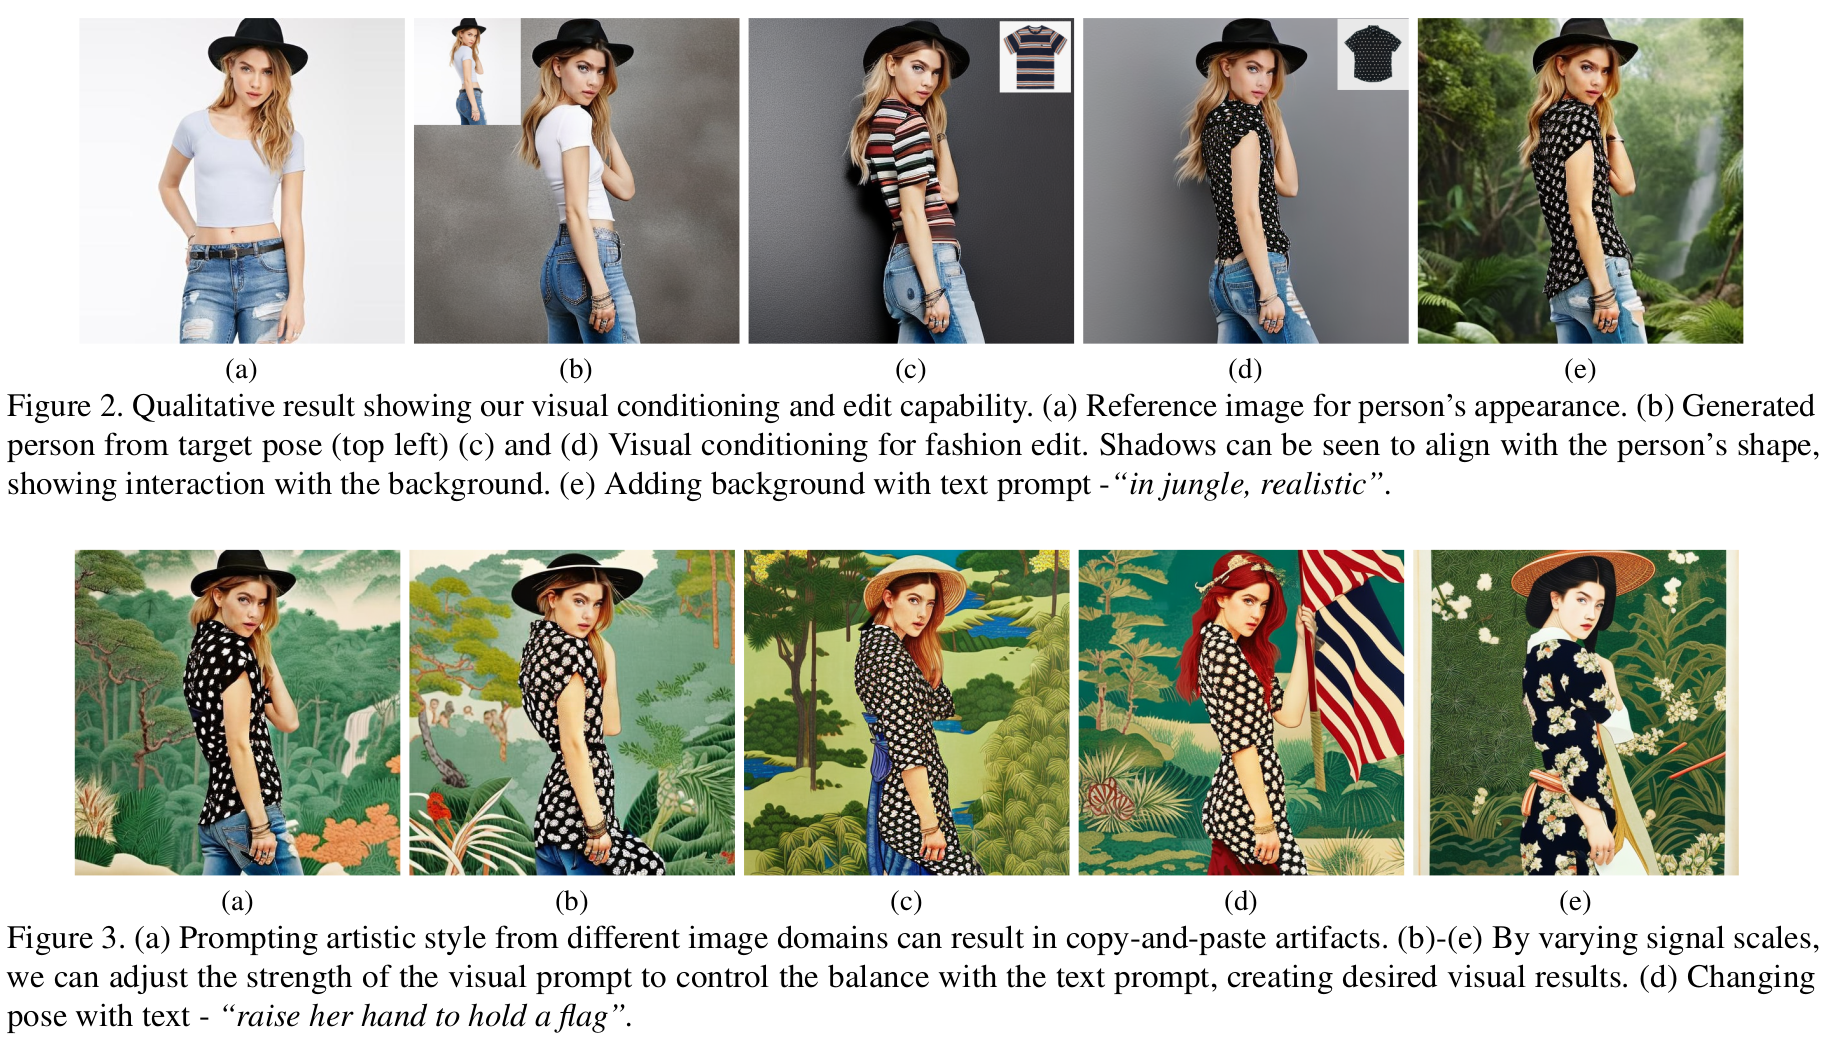 (a) (b) (c) (d) (e)
Figure 2. Qualitative result showing our visual conditioning and edit capability. (a) Reference image for person’s appearance. (b) Generated
person from target pose (top left) (c) and (d) Visual conditioning for fashion edit. Shadows can be seen to align with the person’s shape,
showing interaction with the background. (e) Adding background with text prompt -“in jungle, realistic”.
(a) (b) (c) (d) (e)
Figure 3. (a) Prompting artistic style from different image domains can result in copy-and-paste artifacts. (b)-(e) By varying signal scales,
we can adjust the strength of the visual prompt to control the balance with the text prompt, creating desired visual results. (d) Changing
pose with text - “raise her hand to hold a flag”.